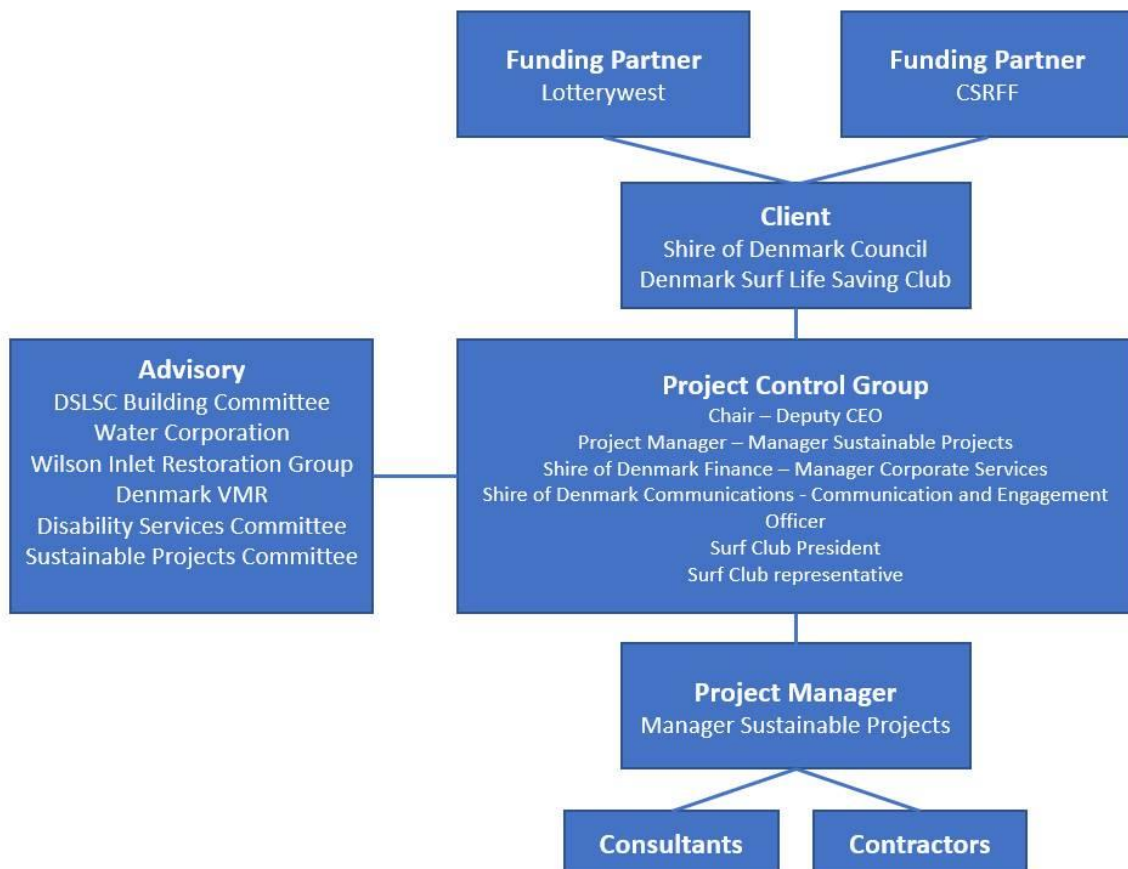 Funding Partner
Lotterywest
Funding Partner
CSRFF
Client
Shire of Denmark Council
Denmark Surf Life Saving Club
Advisory
DSLSC Building Committee
Water Corporation
Wilson Inlet Restoration Group
Denmark VMR
Disability Services Committee
Sustainable Projects Committee
Project Control Group
Chair – Deputy CEO
Project Manager – Manager Sustainable Projects
Shire of Denmark Finance – Manager Corporate Services
Shire of Denmark Communications - Communication and Engagement
Officer
Surf Club President
Surf Club representative
Project Manager
Manager Sustainable Projects
Consultants
Contractors